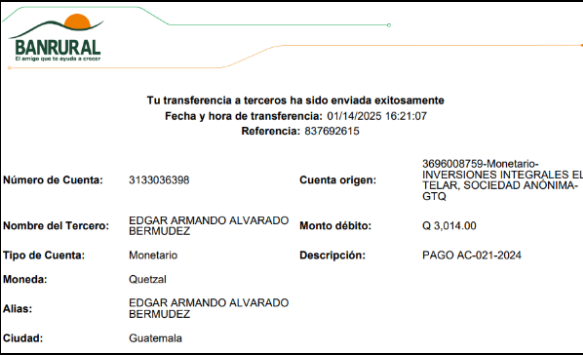 BANRURAL
El amigo que te ayuda a crecer
Tu transferencia a terceros ha sido enviada exitosamente
Fecha y hora de transferencia: 01/14/2025 16:21:07
Referencia: 837692615
Número de Cuenta: 3133036398
Cuenta origen: 3696008759-Monetario-
INVERSIONES INTEGRALES EL
TELAR, SOCIEDAD ANÓNIMA-
GTQ
Nombre del Tercero: EDGAR ARMANDO ALVARADO
BERMUDEZ
Monto débito: Q 3,014.00
Tipo de Cuenta: Monetario
Descripción: PAGO AC-021-2024
Moneda: Quetzal
Alias: EDGAR ARMANDO ALVARADO
BERMUDEZ
Ciudad: Guatemala